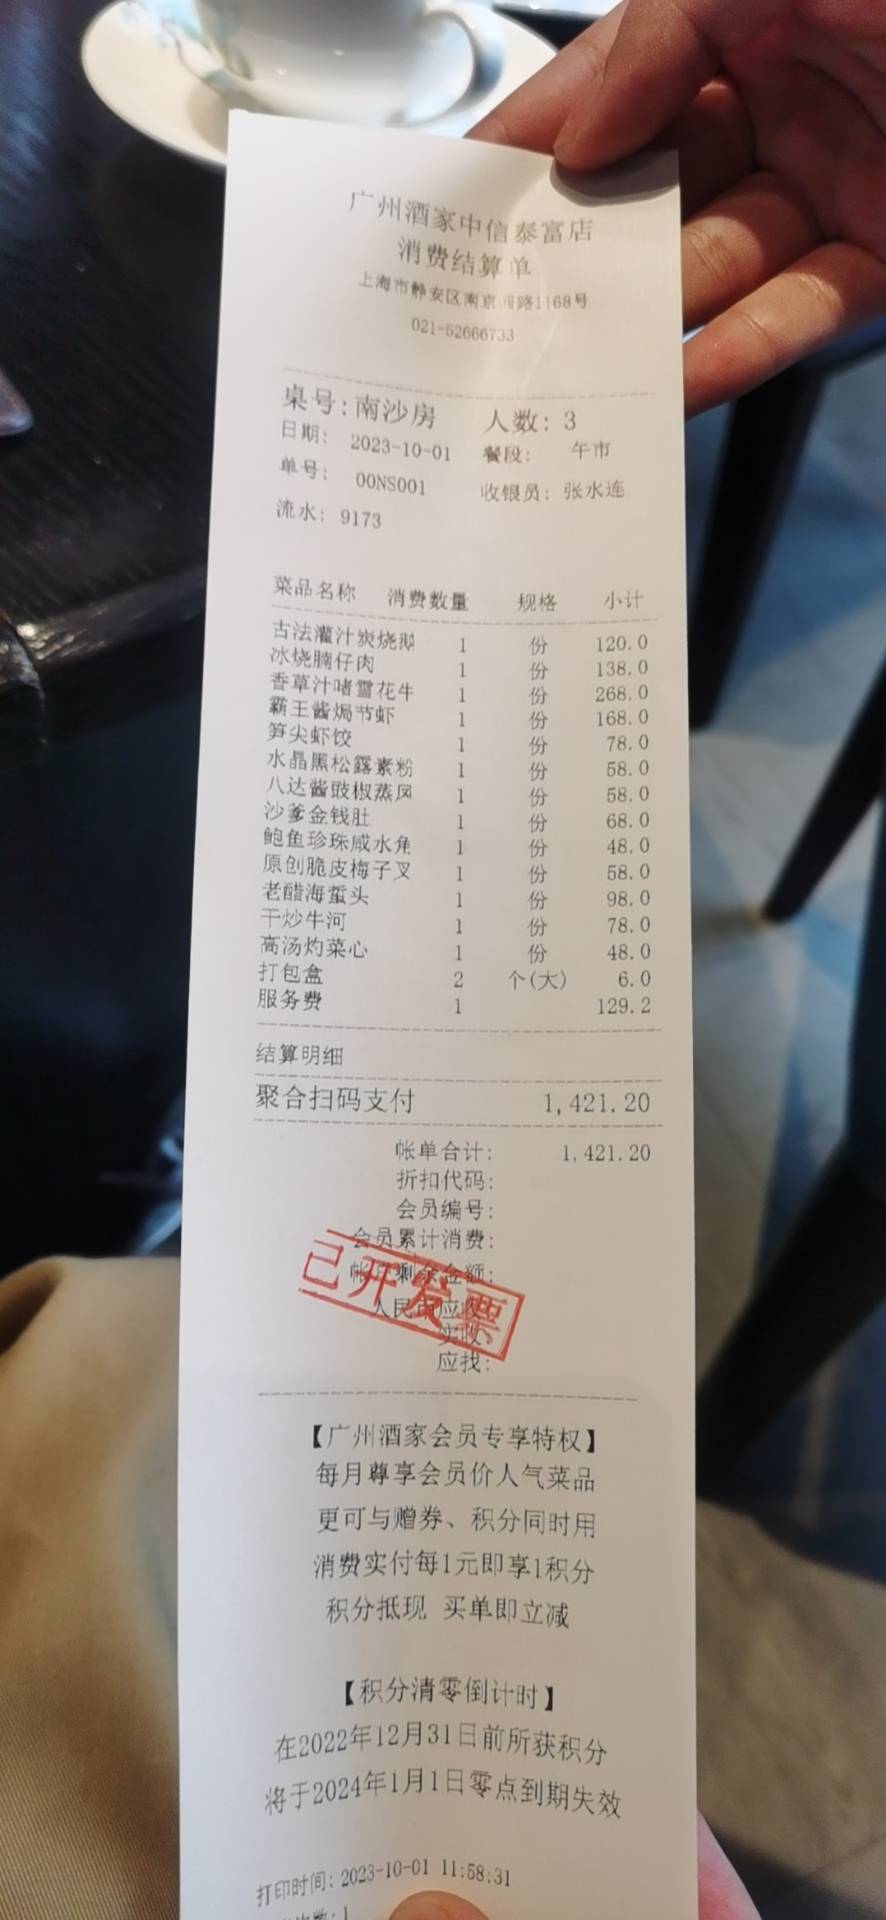 广州酒家中信泰富店
消费结算单
上海市静安区南京西路1168号
021-52666733
桌号:南沙房 人数: 3
日期: 2023-10-01 餐段: 午市
单号: 00NS001 收银员: 张水连
流水: 9173
菜品名称 消费数量 规格 小计
古法灌汁炭烧鹅 1 份 120.0
冰烧腩仔肉 1 份 138.0
香草汁啫雪花牛 1 份 268.0
霸王酱焗节虾 1 份 168.0
笋尖虾饺 1 份 78.0
水晶黑松露素粉 1 份 58.0
八达酱豉椒蒸凤 1 份 58.0
沙爹金钱肚 1 份 68.0
鲍鱼珍珠咸水角 1 份 48.0
原创脆皮梅子叉 1 份 58.0
老醋海蜇头 1 份 98.0
干炒牛河 1 份 78.0
高汤灼菜心 1 份 48.0
打包盒 2 个(大) 6.0
服务费 1 129.2
结算明细
聚合扫码支付 1,421.20
帐单合计: 1,421.20
折扣代码:
会员编号:
会员累计消费:
帐户剩余金额:
人民币应收:
实收:
应找:
已开发票
【广州酒家会员专享特权】
每月尊享会员价人气菜品
更可与赠券、积分同时用
消费实付每1元即享1积分
积分抵现 买单即立减
【积分清零倒计时】
在2022年12月31日前所获积分
将于2024年1月1日零点到期失效
打印时间: 2023-10-01 11:58:31
次数: 1